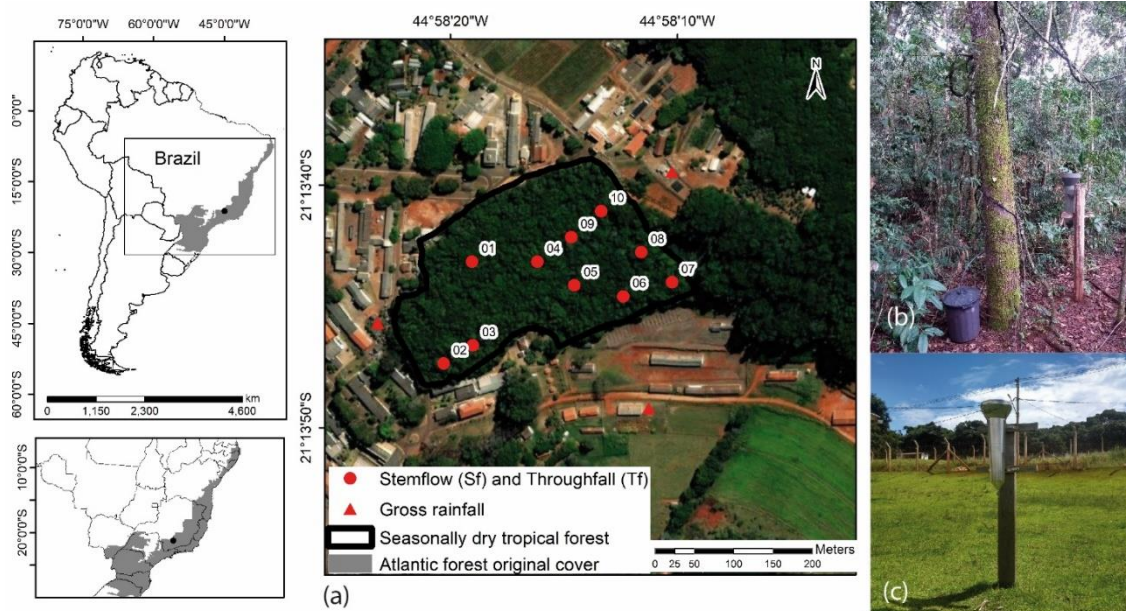 75°0'0"W 60°0'0"W 45°0'0"W
0°0'0"
15°0'0"S
30°0'0"S
45°0'0"S
60°0'0"S
Brazil
km
0 1,150 2,300 4,600
10°0'0"S
20°0'0"S
44°58'20"W 44°58'10"W
21°13'40"S
21°13'50"S
N
10
09
01
04
08
05
07
06
03
02
Stemflow (Sf) and Throughfall (Tf)
Gross rainfall
Seasonally dry tropical forest
Atlantic forest original cover
Meters
0 25 50 100 150 200
(a)
(b)
(c)